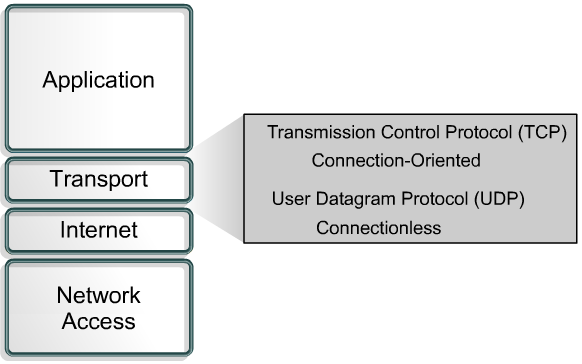 Application
Transport
Internet
Network
Access
Transmission Control Protocol (TCP)
Connection-Oriented
User Datagram Protocol (UDP)
Connectionless